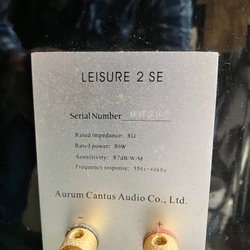 LEISURE 2 SE
Serial Number
Rated impedance: 8Ω
Rated power: 80W
Sensitivity: 87dB/W/M
Frequency response: 55Hz-40kHz
Aurum Cantus Audio Co., Ltd.
- +